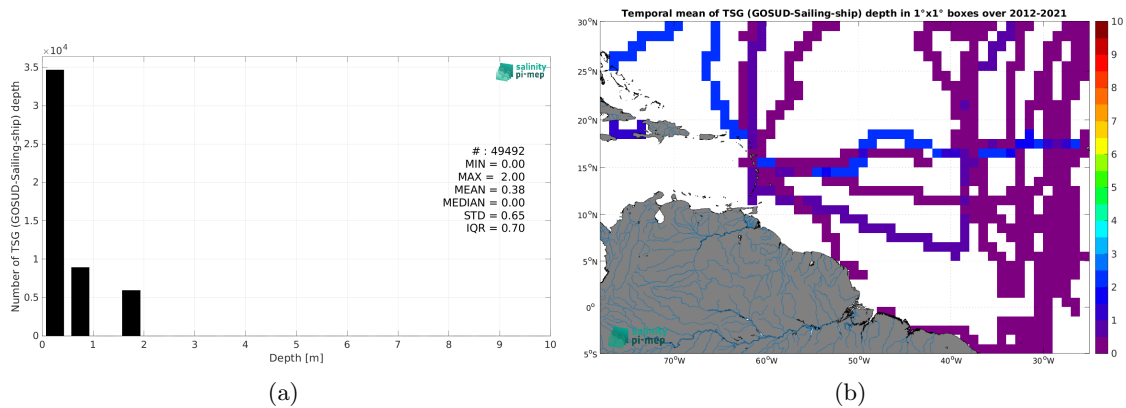 ×10⁴
3.5
3
2.5
2
1.5
1
0.5
0
Number of TSG (GOSUD-Sailing-ship) depth
salinity
pi-mep
# : 49492
MIN = 0.00
MAX = 2.00
MEAN = 0.38
MEDIAN = 0.00
STD = 0.65
IQR = 0.70
0 1 2 3 4 5 6 7 8 9 10
Depth [m]
(a)
Temporal mean of TSG (GOSUD-Sailing-ship) depth in 1°x1° boxes over 2012-2021
30°N
25°N
20°N
15°N
10°N
5°N
0°
5°S
70°W 60°W 50°W 40°W 30°W
salinity
pi-mep
10
9
8
7
6
5
4
3
2
1
0
(b)